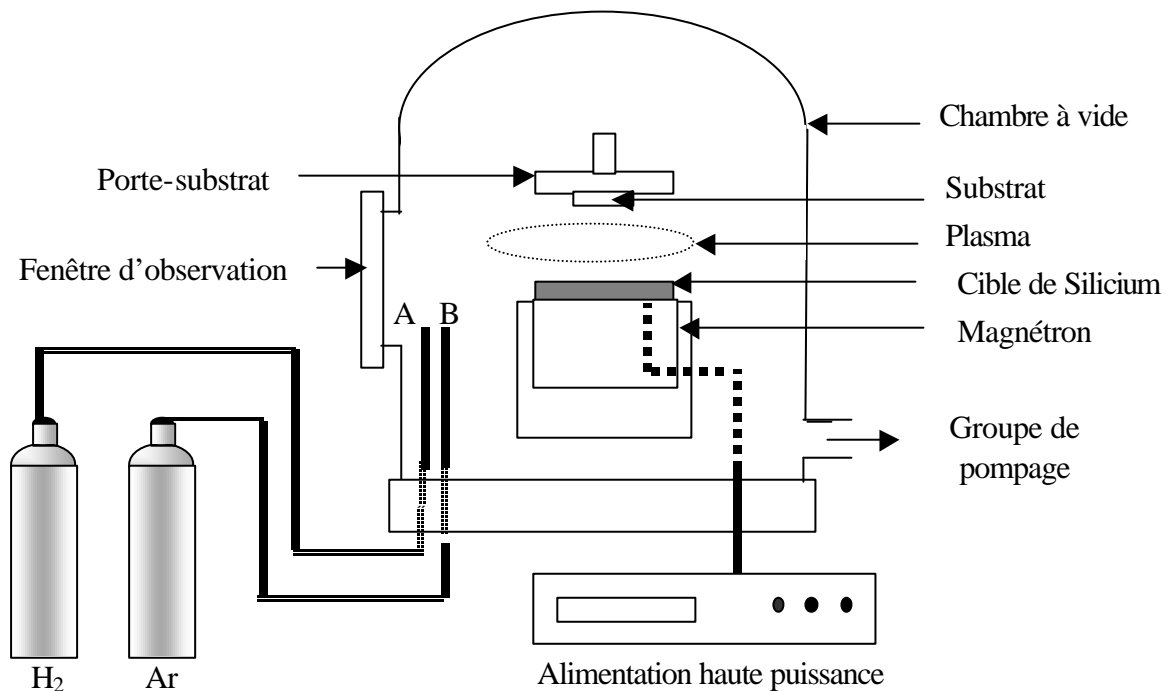 Chambre à vide
Porte-substrat
Substrat
Plasma
Fenêtre d'observation
Cible de Silicium
A B
Magnétron
Groupe de
pompage
H₂ Ar
Alimentation haute puissance